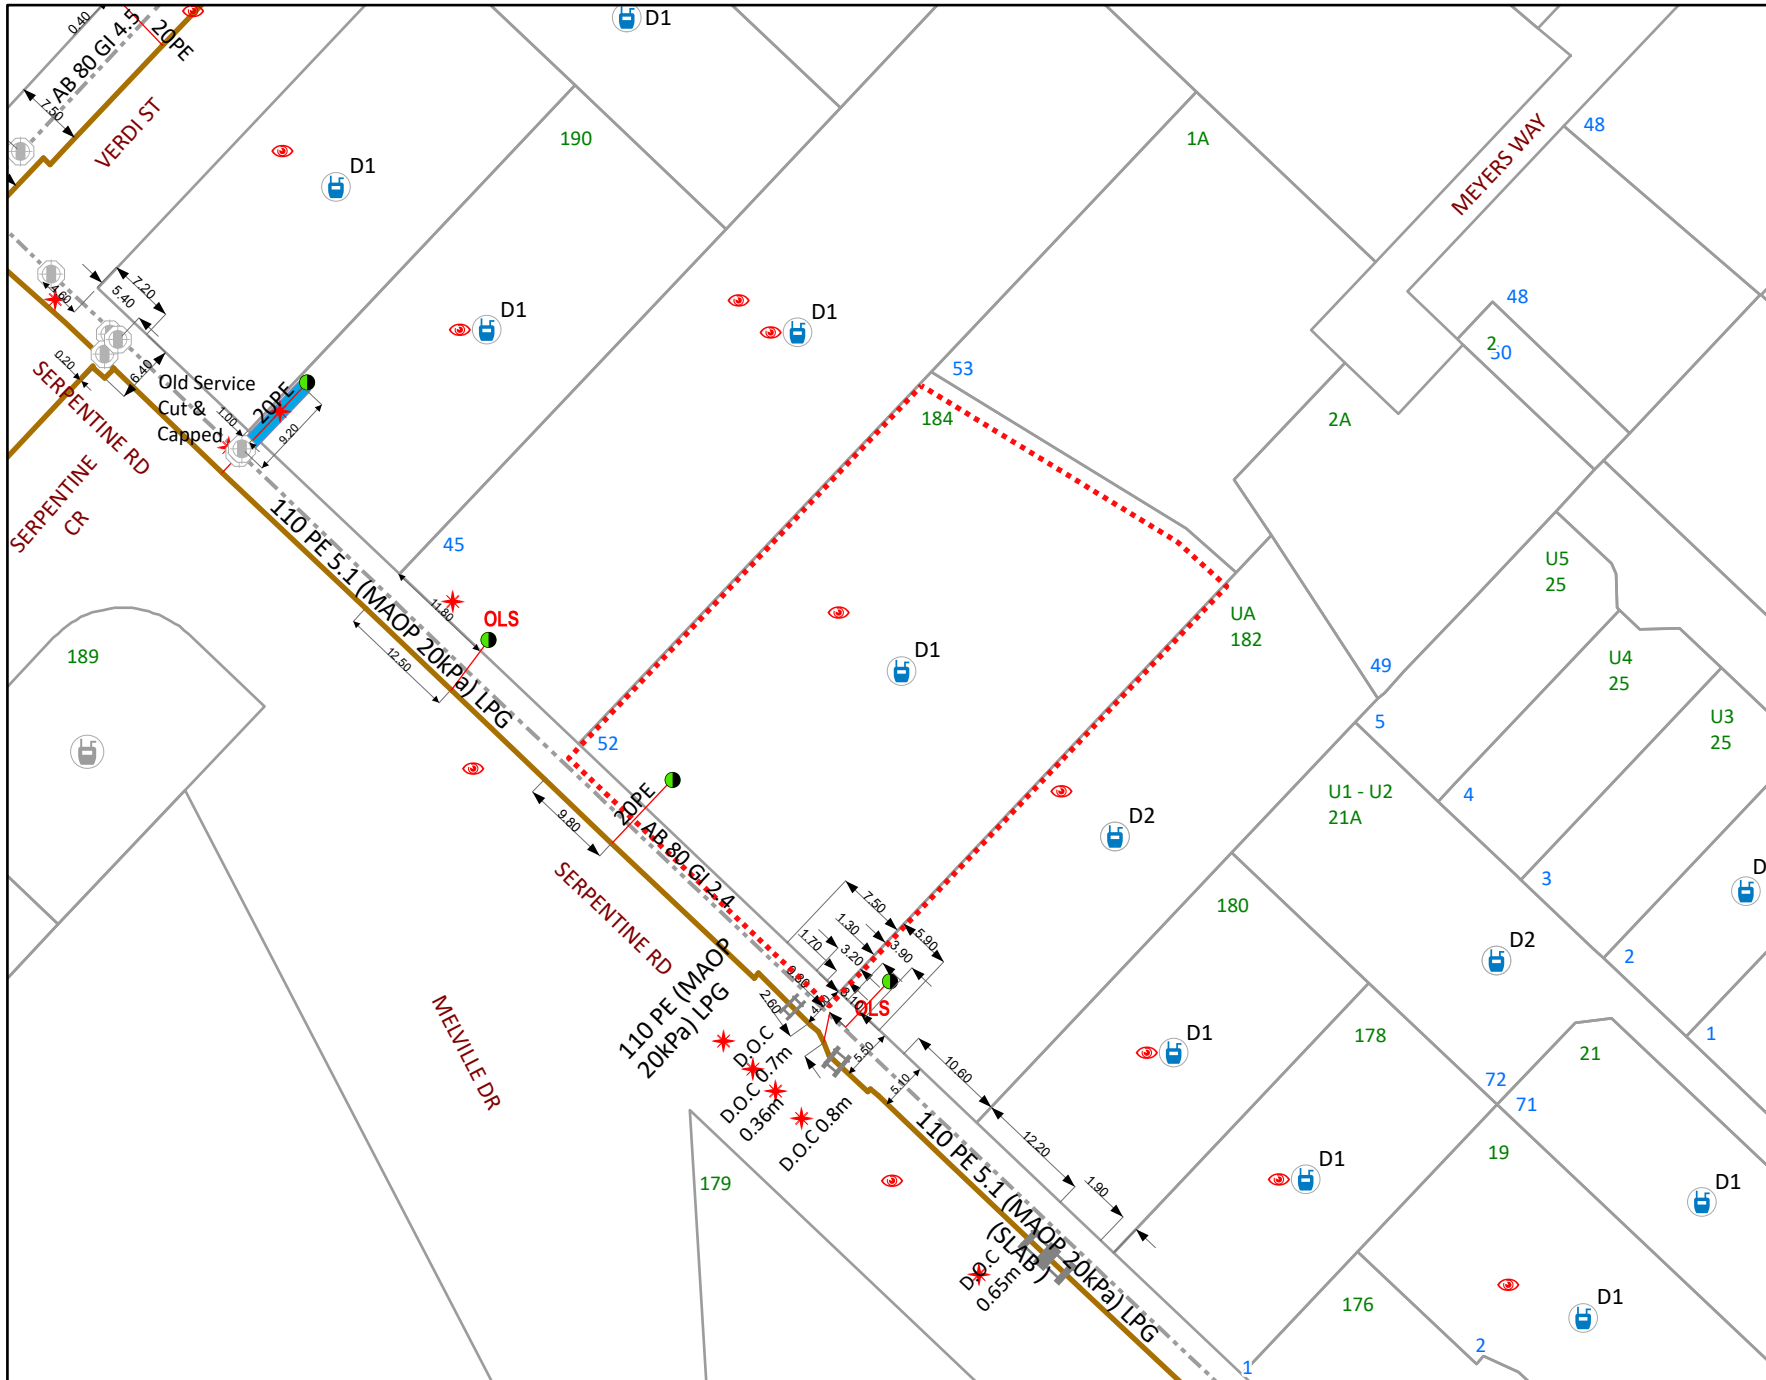 0.40
AB 80 GI 4.5
20PE
D1
7.50
VERDI ST
D1
190
1A
MEYERS WAY
48
4.60
7.20
5.40
D1
D1
48
2
50
0.20
6.40
SERPENTINE RD
Old Service
Cut &
Capped
20PE
1.00
9.20
53
184
2A
SERPENTINE
CR
110 PE 5.1 (MAOP 20kPa) LPG
45
11.80
OLS
12.50
U5
25
UA
182
189
D1
49
U4
25
U3
25
5
52
20PE
AB 80 GI 2.4
9.80
D2
U1 - U2
21A
4
3
D
SERPENTINE RD
7.50
1.30
1.70
3.20
3.90
5.90
180
D2
2
110 PE (MAOP
20kPa) LPG
2.60
OLS
MELVILLE DR
D.O.C
0.7m
D.O.C
0.36m
D.O.C 0.8m
5.50
5.10
10.60
D1
178
21
1
72
71
12.20
110 PE 5.1 (MAOP 20kPa) LPG
(SLAB)
1.90
D1
19
179
D1
D.O.C
0.65m
176
D1
2
1